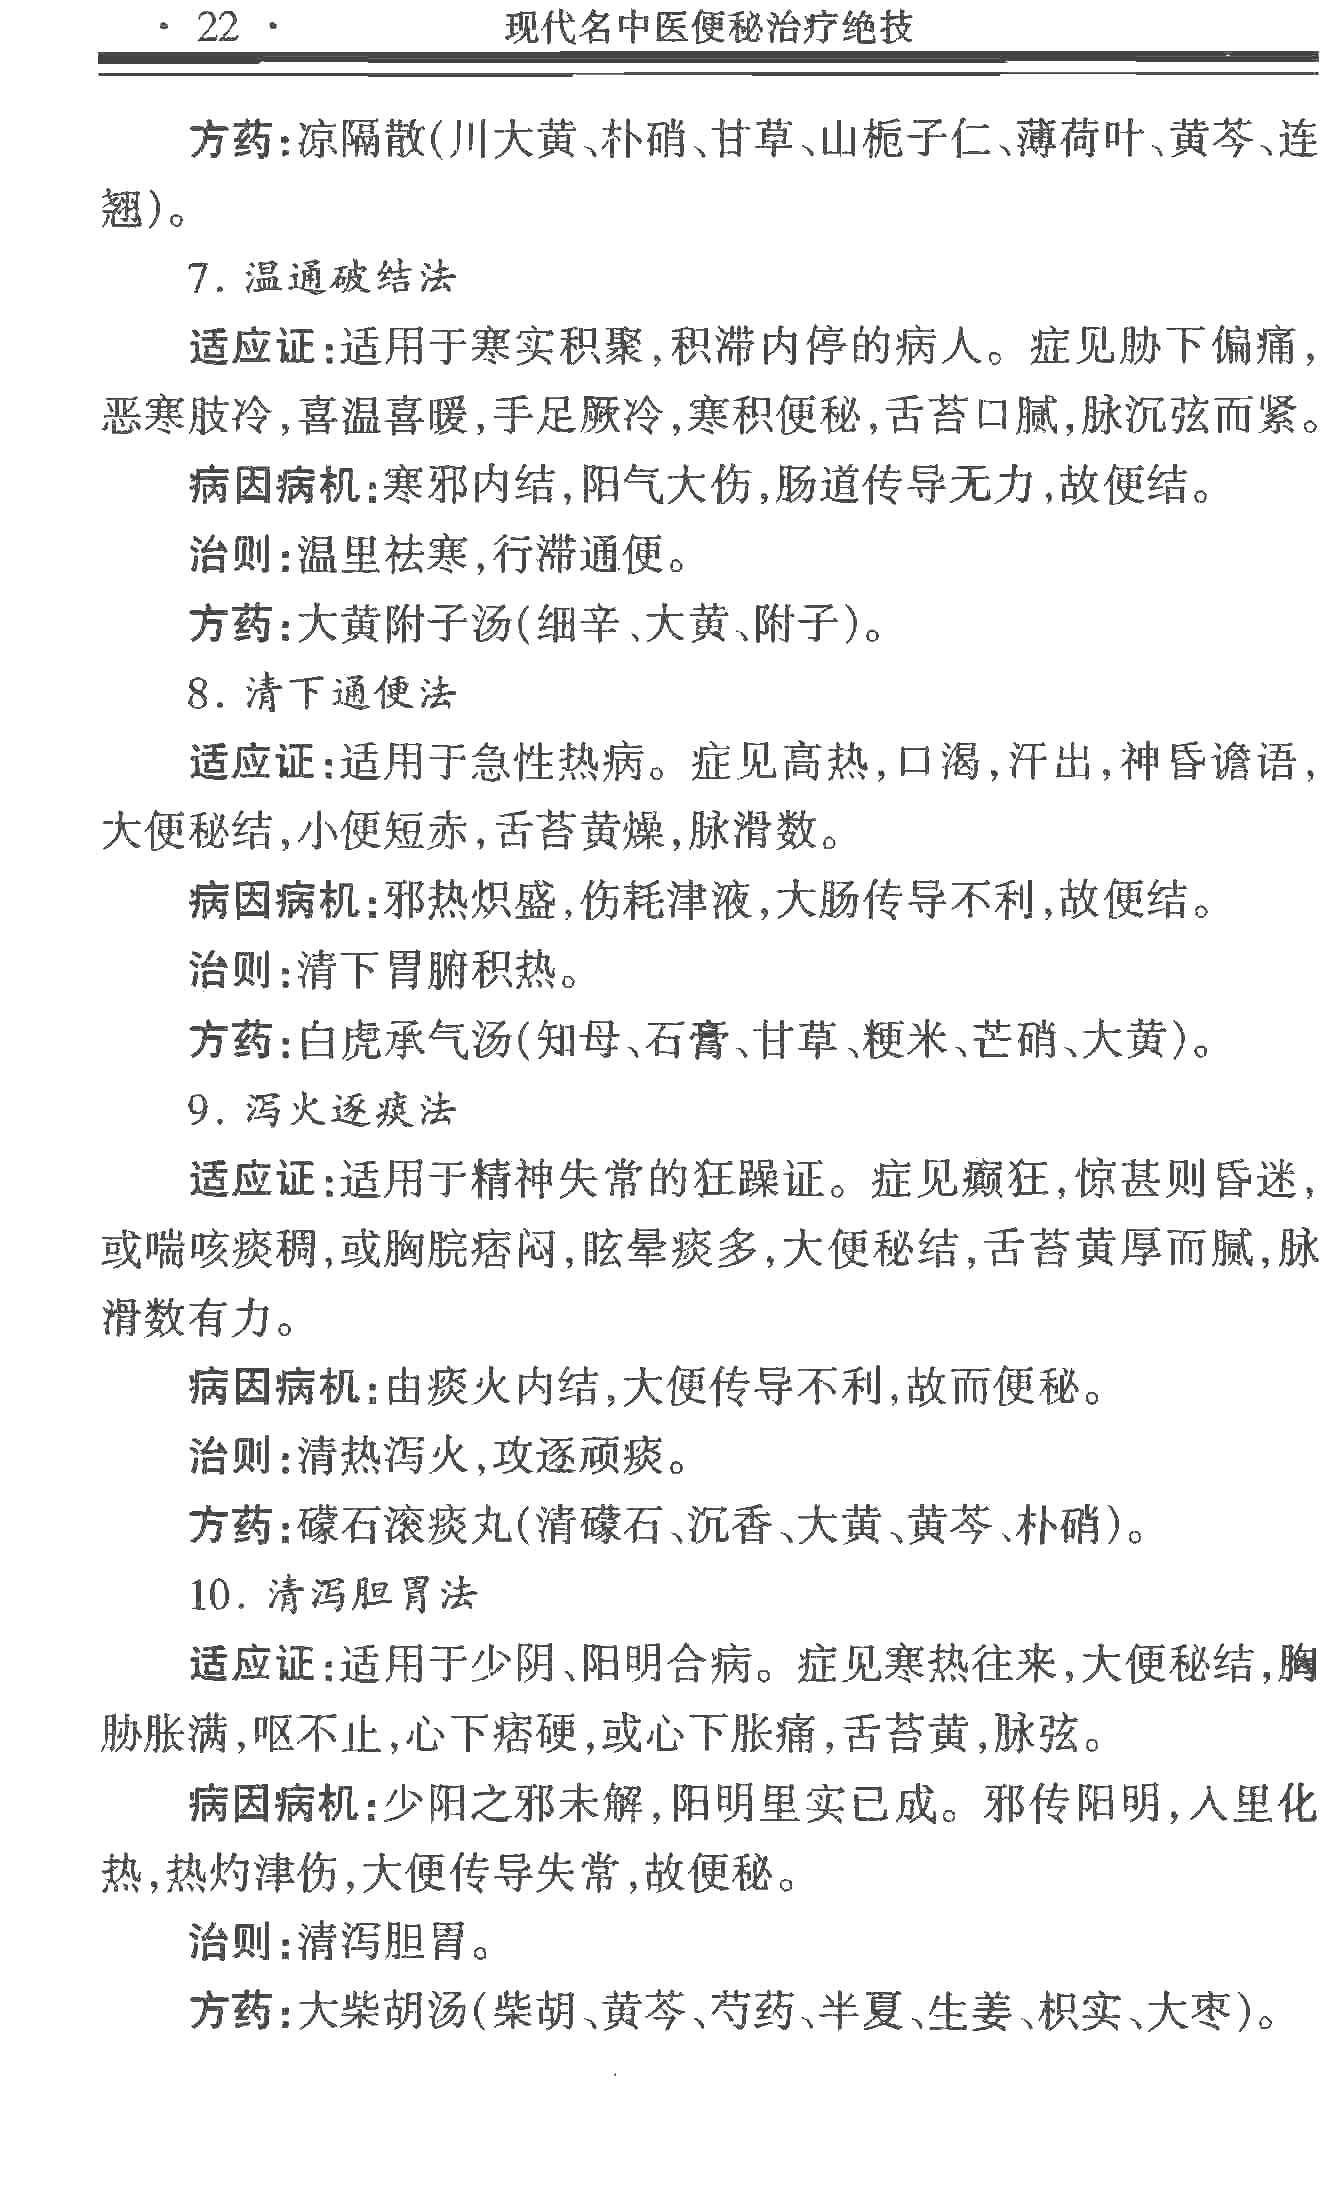 · 22 · 现代名中医便秘治疗绝技
方药:凉隔散(川大黄、朴硝、甘草、山栀子仁、薄荷叶、黄芩、连
翘)。
7. 温通破结法
适应证:适用于寒实积聚,积滞内停的病人。症见胁下偏痛,
恶寒肢冷,喜温喜暖,手足厥冷,寒积便秘,舌苔口腻,脉沉弦而紧。
病因病机:寒邪内结,阳气大伤,肠道传导无力,故便结。
治则:温里祛寒,行滞通便。
方药:大黄附子汤(细辛、大黄、附子)。
8. 清下通便法
适应证:适用于急性热病。症见高热,口渴,汗出,神昏谵语,
大便秘结,小便短赤,舌苔黄燥,脉滑数。
病因病机:邪热炽盛,伤耗津液,大肠传导不利,故便结。
治则:清下胃腑积热。
方药:白虎承气汤(知母、石膏、甘草、粳米、芒硝、大黄)。
9. 泻火逐痰法
适应证:适用于精神失常的狂躁证。症见癫狂,惊甚则昏迷,
或喘咳痰稠,或胸脘痞闷,眩晕痰多,大便秘结,舌苔黄厚而腻,脉
滑数有力。
病因病机:由痰火内结,大便传导不利,故而便秘。
治则:清热泻火,攻逐顽痰。
方药:礞石滚痰丸(清礞石、沉香、大黄、黄芩、朴硝)。
10. 清泻胆胃法
适应证:适用于少阴、阳明合病。症见寒热往来,大便秘结,胸
胁胀满,呕不止,心下痞硬,或心下胀痛,舌苔黄,脉弦。
病因病机:少阳之邪未解,阳明里实已成。邪传阳明,入里化
热,热灼津伤,大便传导失常,故便秘。
治则:清泻胆胃。
方药:大柴胡汤(柴胡、黄芩、芍药、半夏、生姜、枳实、大枣)。